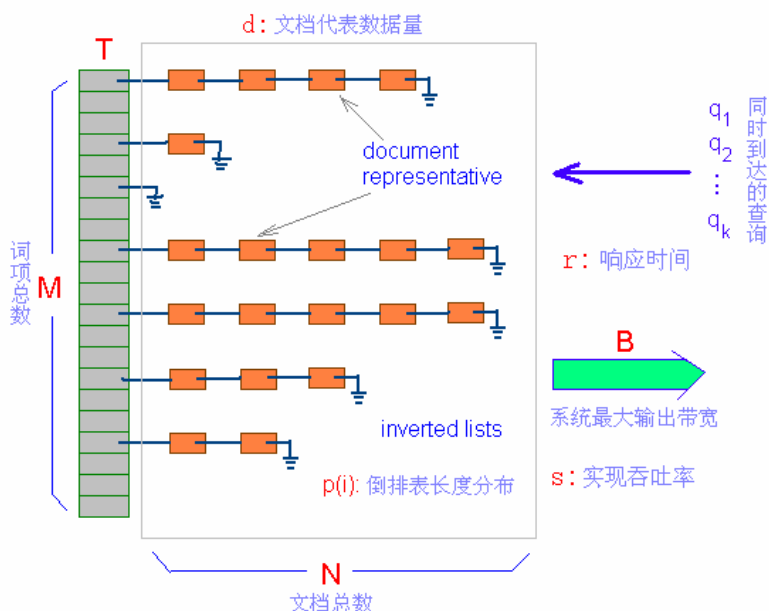 d: 文档代表数据量
T
document
representative
q1
q2
⋮
qk
同时到达的查询
词项总数
M
r: 响应时间
B
系统最大输出带宽
inverted lists
p(i): 倒排表长度分布
s: 实现吞吐率
N
文档总数